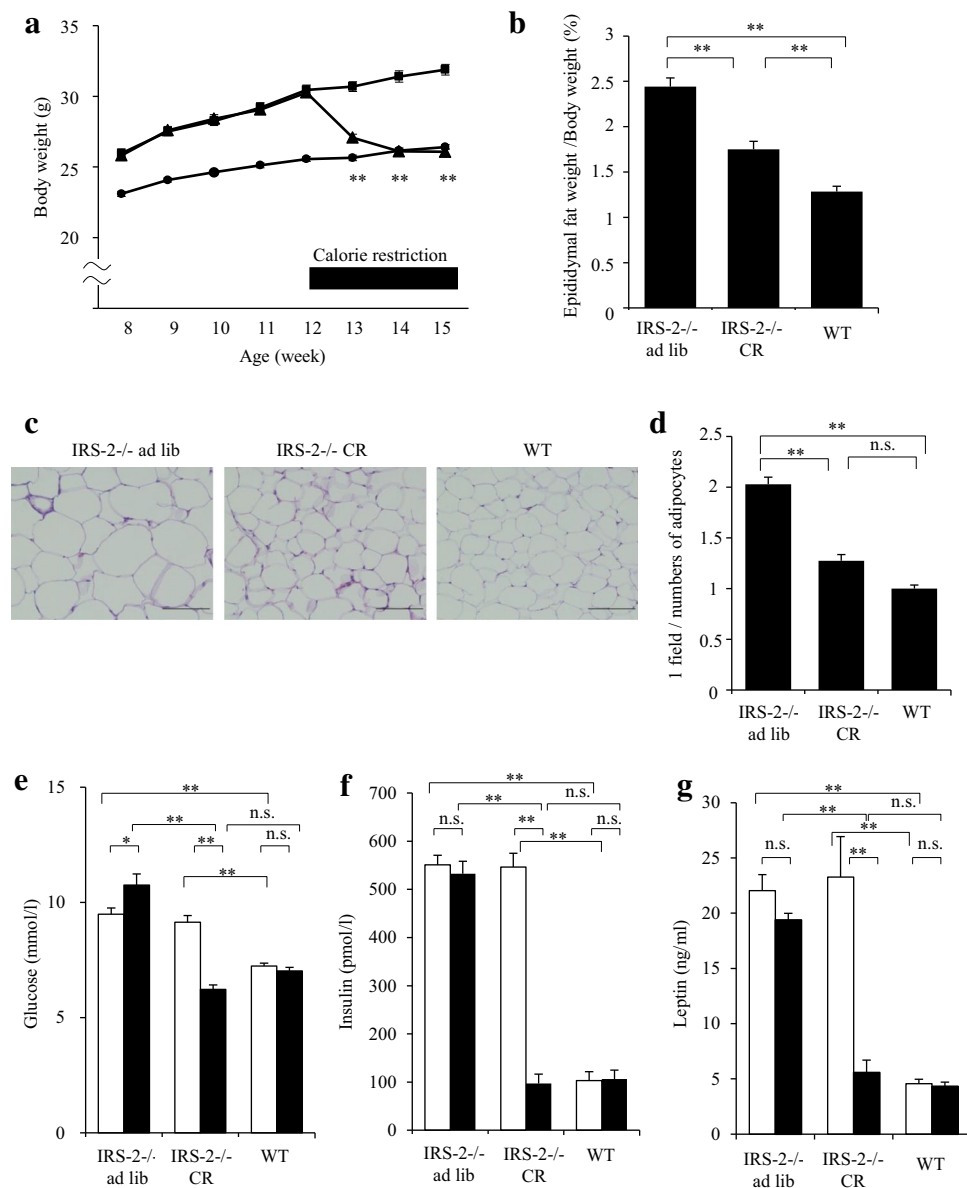 a
35
30
25
20
Body weight (g)
** ** **
Calorie restriction
8 9 10 11 12 13 14 15
Age (week)
b
Epididymal fat weight /Body weight (%)
3
2.5
2
1.5
1
0.5
0
**
** **
IRS-2-/- ad lib
IRS-2-/- CR
WT
c
IRS-2-/- ad lib IRS-2-/- CR WT
d
1 field / numbers of adipocytes
2.5
2
1.5
1
0.5
0
**
** n.s.
IRS-2-/- ad lib
IRS-2-/- CR
WT
e
Glucose (mmol/l)
15
10
5
0
**
** n.s.
* ** n.s.
**
IRS-2-/- ad lib
IRS-2-/- CR
WT
f
Insulin (pmol/l)
700
600
500
400
300
200
100
0
**
** n.s.
n.s. ** n.s.
**
IRS-2-/- ad lib
IRS-2-/- CR
WT
g
Leptin (ng/ml)
30
25
20
15
10
5
0
**
** n.s.
**
n.s. ** n.s.
IRS-2-/- ad lib
IRS-2-/- CR
WT